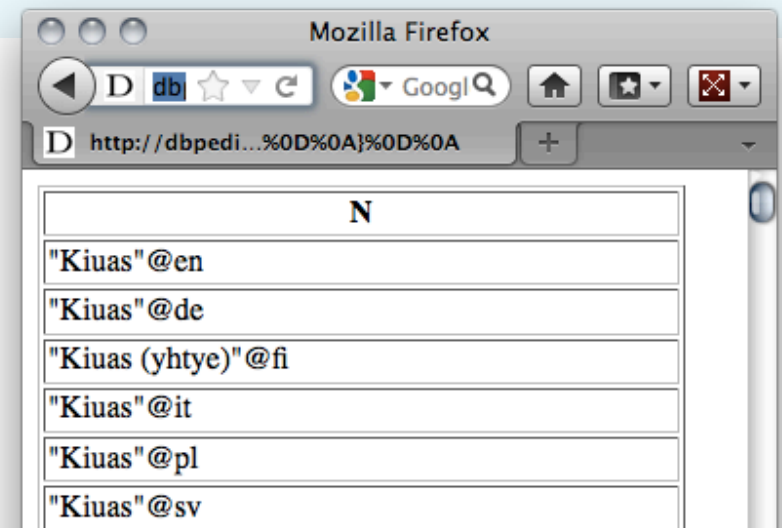 Mozilla Firefox
D db Googl
D http://dbpedi...%0D%0A}%0D%0A
N
"Kiuas"@en
"Kiuas"@de
"Kiuas (yhtye)"@fi
"Kiuas"@it
"Kiuas"@pl
"Kiuas"@sv